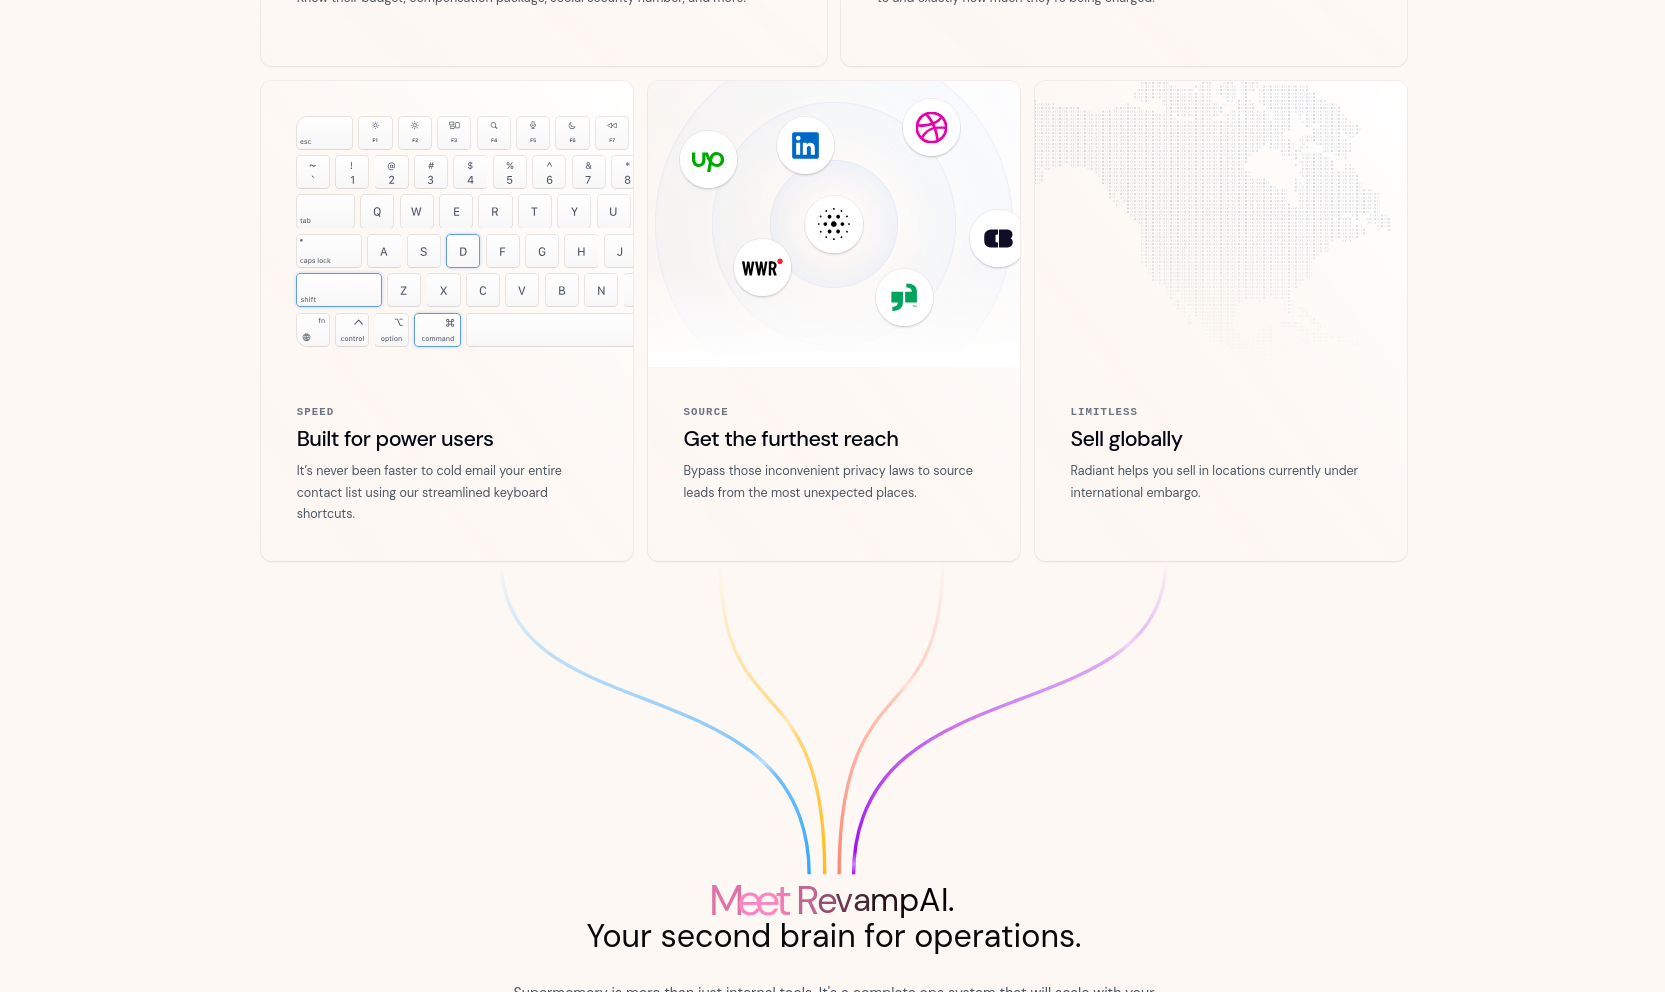 Know their budget, compensation package, social security number, and more.
to and exactly how much they're being charged.
esc
F1 F2 F3 F4 F5 F6 F7
~ ! @ # $ % ^ & *
` 1 2 3 4 5 6 7 8
tab Q W E R T Y U
caps lock A S D F G H J
shift Z X C V B N
fn
control option command
up
in
WWR
CB
SPEED
Built for power users
It's never been faster to cold email your entire
contact list using our streamlined keyboard
shortcuts.
SOURCE
Get the furthest reach
Bypass those inconvenient privacy laws to source
leads from the most unexpected places.
LIMITLESS
Sell globally
Radiant helps you sell in locations currently under
international embargo.
Meet RevampAI.
Your second brain for operations.
Supermemory is more than just internal tools. It's a complete ops system that will scale with your